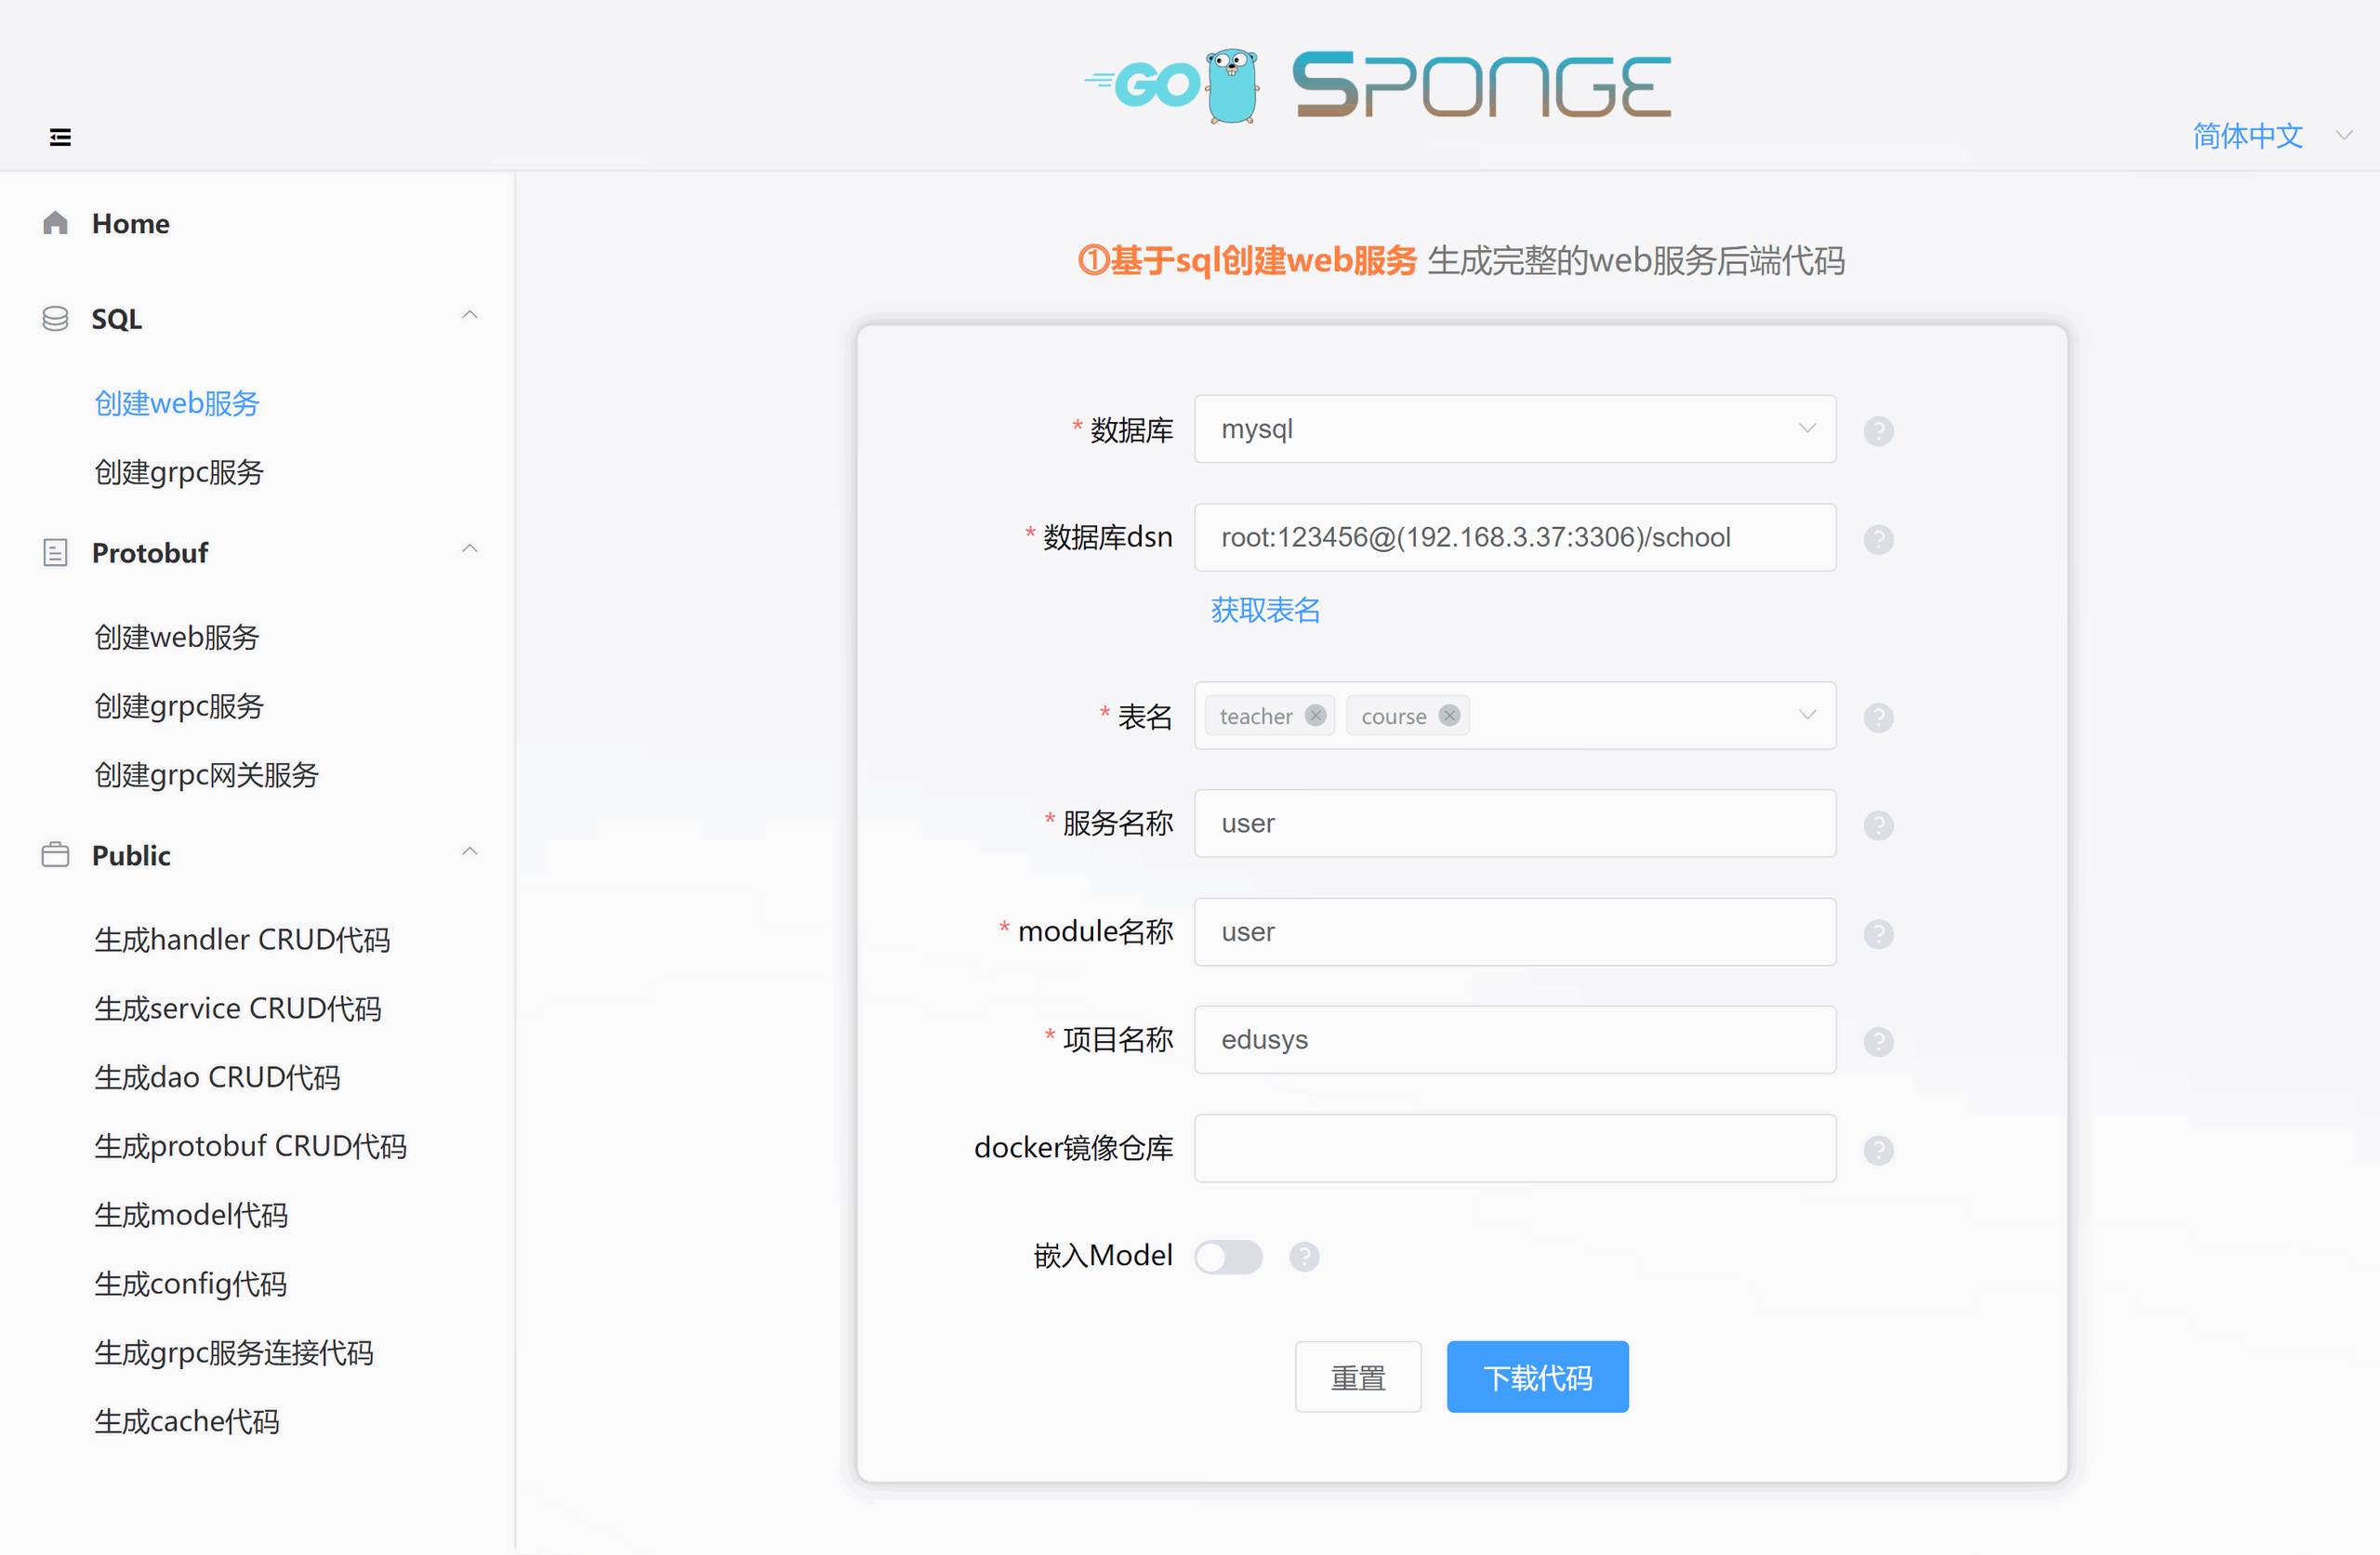 GO SPONGE
简体中文
Home
SQL
创建web服务
创建grpc服务
Protobuf
创建web服务
创建grpc服务
创建grpc网关服务
Public
生成handler CRUD代码
生成service CRUD代码
生成dao CRUD代码
生成protobuf CRUD代码
生成model代码
生成config代码
生成grpc服务连接代码
生成cache代码
①基于sql创建web服务 生成完整的web服务后端代码
* 数据库 mysql ?
* 数据库dsn root:123456@(192.168.3.37:3306)/school ?
获取表名
* 表名 teacher course ?
* 服务名称 user ?
* module名称 user ?
* 项目名称 edusys ?
docker镜像仓库 ?
嵌入Model ?
重置 下载代码